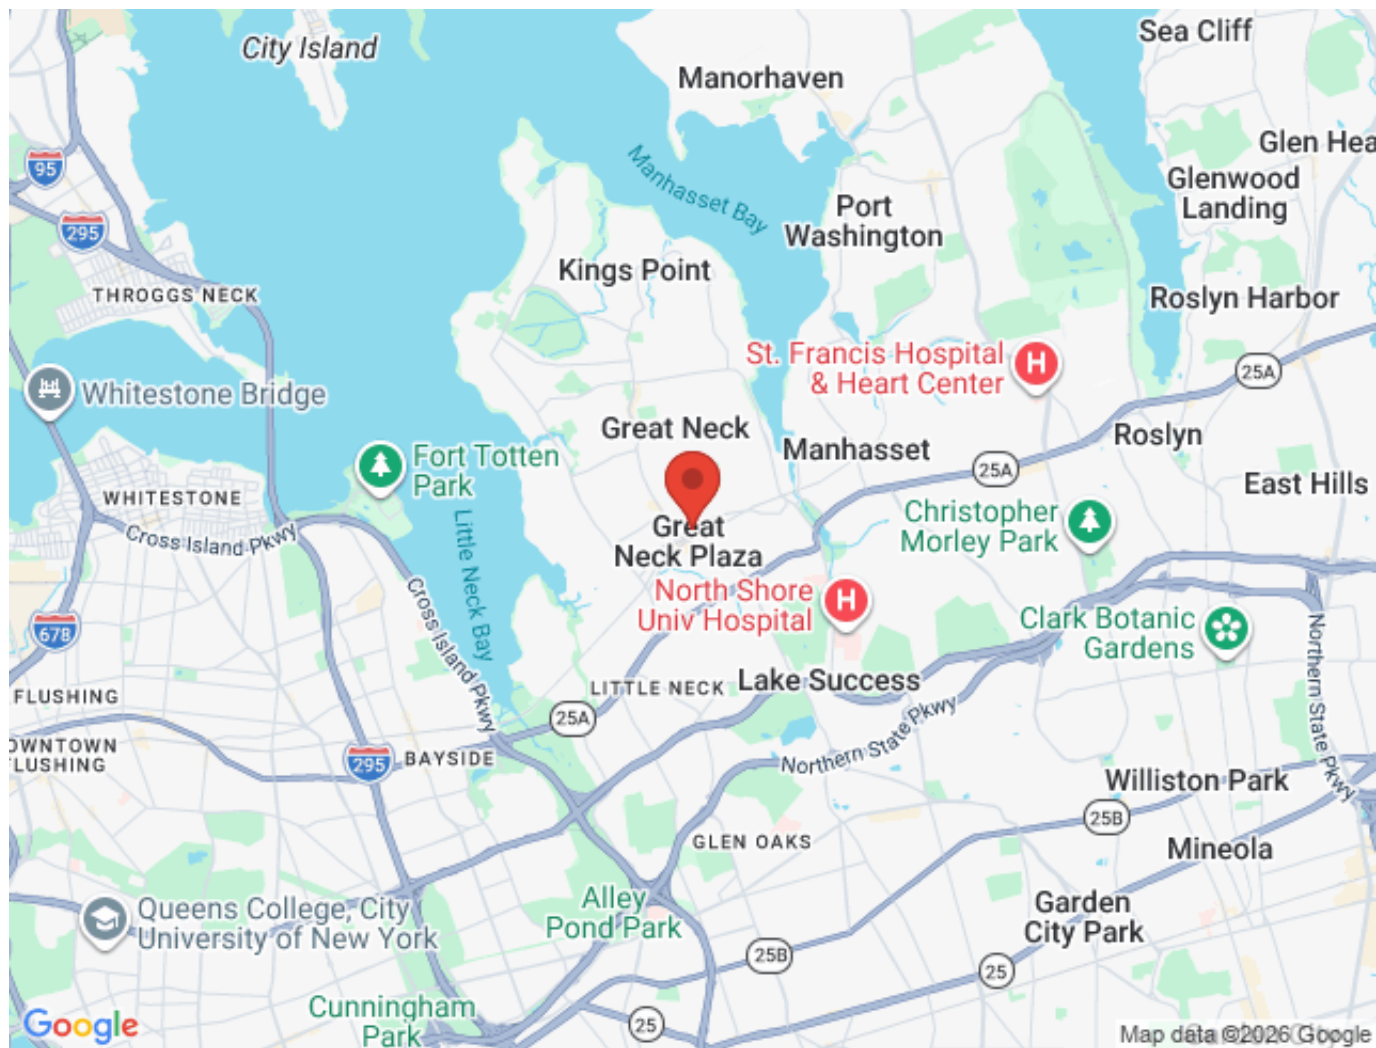 City Island
Sea Cliff
Manorhaven
Glen Hea
95
Manhasset Bay
Glenwood
Landing
Port
Washington
295
Kings Point
THROGGS NECK
Roslyn Harbor
St. Francis Hospital
& Heart Center
H
25A
Whitestone Bridge
Great Neck
Manhasset
Roslyn
25A
Fort Totten
Park
East Hills
WHITESTONE
Cross Island Pkwy
Little Neck Bay
Great
Neck Plaza
Christopher
Morley Park
North Shore
Univ Hospital
H
Cross Island Pkwy
678
Clark Botanic
Gardens
Northern State Pkwy
FLUSHING
LITTLE NECK
Lake Success
25A
Northern State Pkwy
OWNTOWN
FLUSHING
295
BAYSIDE
Williston Park
25B
GLEN OAKS
Mineola
Queens College, City
University of New York
Alley
Pond Park
Garden
City Park
25B
25
Cunningham
Park
25
Google
Map data ©2026 Google